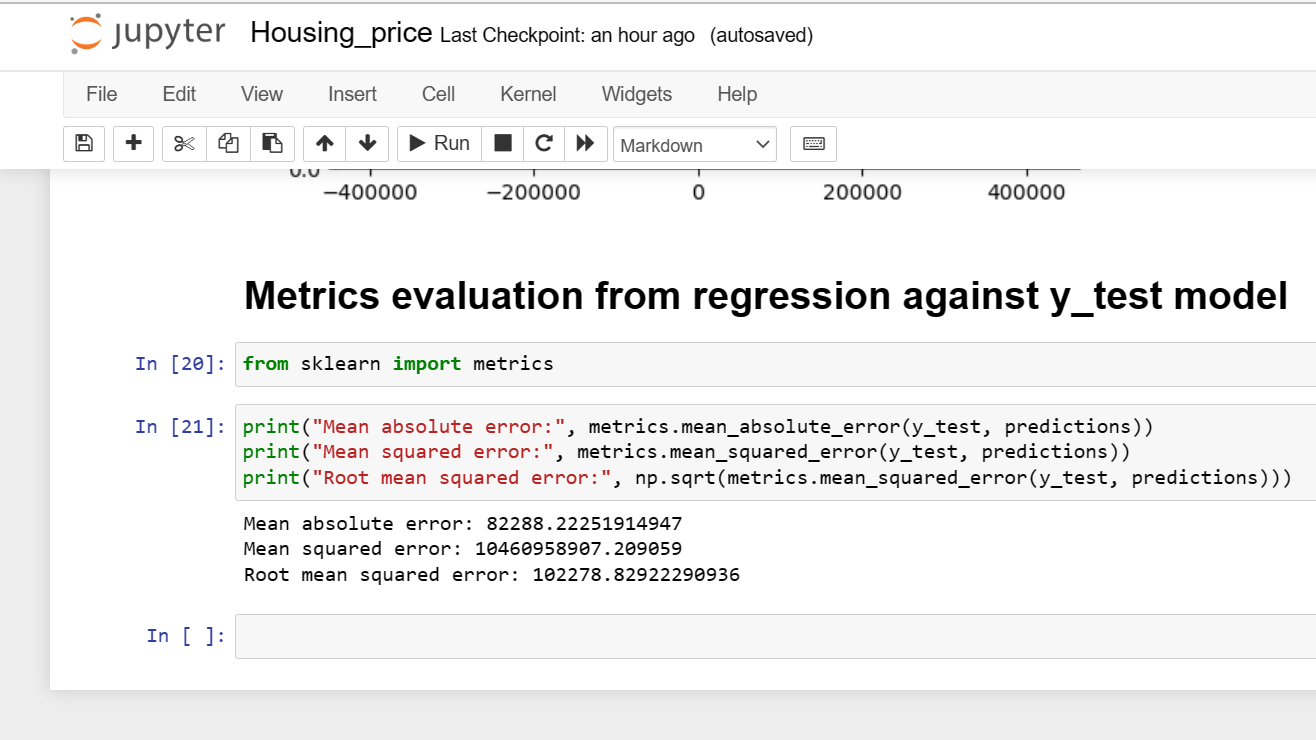 jupyter Housing_price Last Checkpoint: an hour ago (autosaved)
File Edit View Insert Cell Kernel Widgets Help
Run Markdown
0.0
−400000 −200000 0 200000 400000
Metrics evaluation from regression against y_test model
In [20]: from sklearn import metrics
In [21]: print("Mean absolute error:", metrics.mean_absolute_error(y_test, predictions))
print("Mean squared error:", metrics.mean_squared_error(y_test, predictions))
print("Root mean squared error:", np.sqrt(metrics.mean_squared_error(y_test, predictions)))
Mean absolute error: 82288.22251914947
Mean squared error: 10460958907.209059
Root mean squared error: 102278.82922290936
In [ ]: